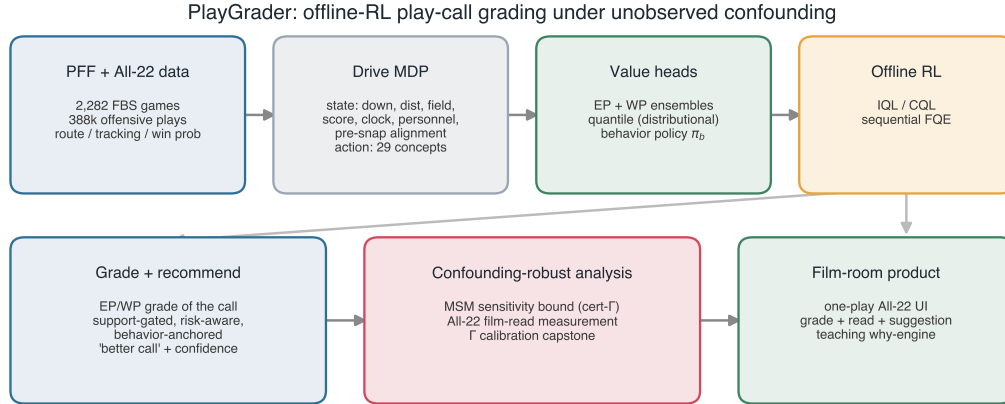 PlayGrader: offline-RL play-call grading under unobserved confounding
PFF + All-22 data
2,282 FBS games
388k offensive plays
route / tracking / win prob
Drive MDP
state: down, dist, field,
score, clock, personnel,
pre-snap alignment
action: 29 concepts
Value heads
EP + WP ensembles
quantile (distributional)
behavior policy π_b
Offline RL
IQL / CQL
sequential FQE
Grade + recommend
EP/WP grade of the call
support-gated, risk-aware,
behavior-anchored
'better call' + confidence
Confounding-robust analysis
MSM sensitivity bound (cert-Γ)
All-22 film-read measurement
Γ calibration capstone
Film-room product
one-play All-22 UI
grade + read + suggestion
teaching why-engine